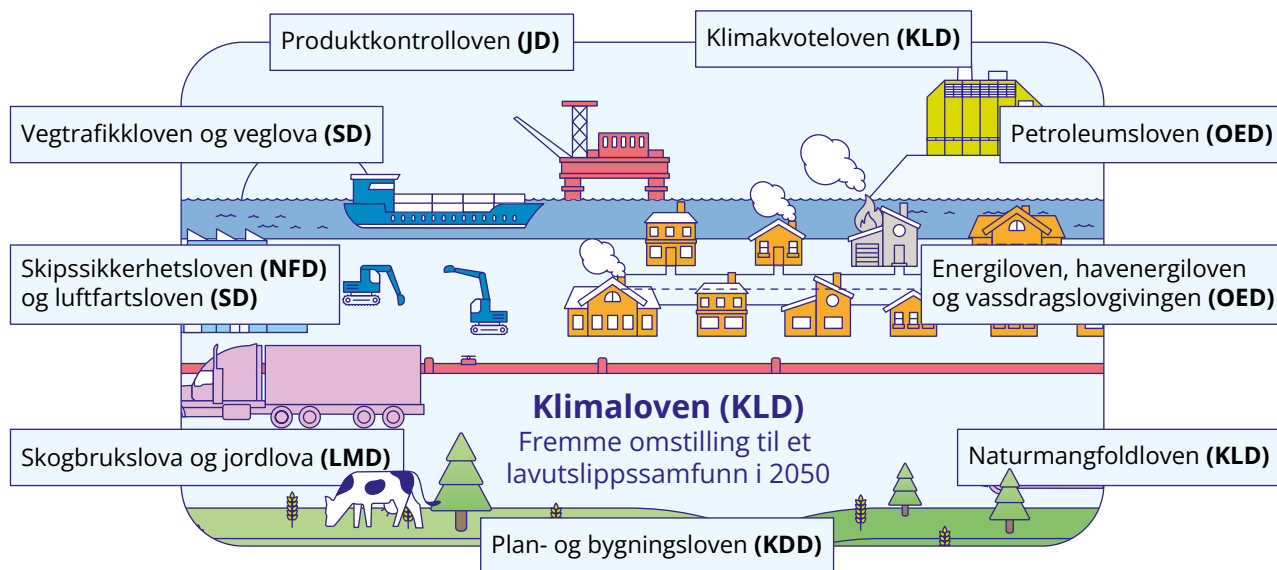 Produktkontrolloven (JD)
Klimakvoteloven (KLD)
Vegtrafikkloven og veglova (SD)
Petroleumsloven (OED)
Skipssikkerhetsloven (NFD)
og luftfartsloven (SD)
Energiloven, havenergiloven
og vassdragslovgivingen (OED)
Klimaloven (KLD)
Fremme omstilling til et
lavutslippssamfunn i 2050
Skogbrukslova og jordlova (LMD)
Naturmangfoldloven (KLD)
Plan- og bygningsloven (KDD)